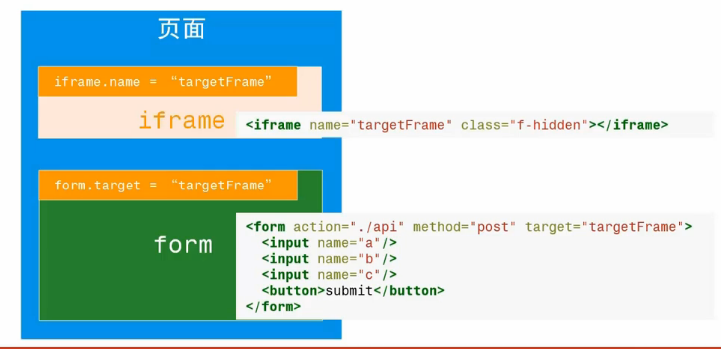 页面
iframe.name = “targetFrame”
iframe
<iframe name="targetFrame" class="f-hidden"></iframe>
form.target = “targetFrame”
form
<form action="./api" method="post" target="targetFrame">
<input name="a"/>
<input name="b"/>
<input name="c"/>
<button>submit</button>
</form>